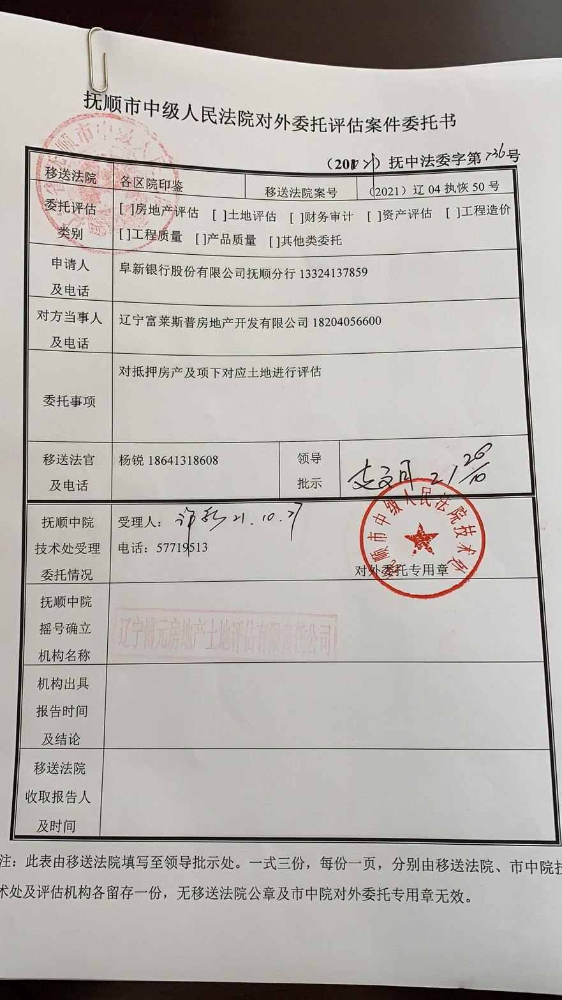 抚顺市中级人民法院对外委托评估案件委托书
抚中法委字第736号
移送法院 各区院印鉴 移送法院案号 （2021）辽 04 执恢 50 号
委托评估
类别
[ ]房地产评估 [ ]土地评估 [ ]财务审计 [ ]资产评估 [ ]工程造价
[ ]工程质量 [ ]产品质量 [ ]其他类委托
申请人
及电话
阜新银行股份有限公司抚顺分行 13324137859
对方当事人
及电话
辽宁富莱斯普房地产开发有限公司 18204056600
委托事项
对抵押房产及项下对应土地进行评估
移送法官
及电话
杨锐 18641318608
领导
批示
21 26/10
抚顺中院
技术处受理
委托情况
受理人： 21.10.27
电话：57719513
抚顺市中级人民法院技术处
对外委托专用章
抚顺中院
摇号确立
机构名称
辽宁博元房地产土地评估有限责任公司
机构出具
报告时间
及结论
移送法院
收取报告人
及时间
注：此表由移送法院填写至领导批示处。一式三份，每份一页，分别由移送法院、市中院技
术处及评估机构各留存一份，无移送法院公章及市中院对外委托专用章无效。